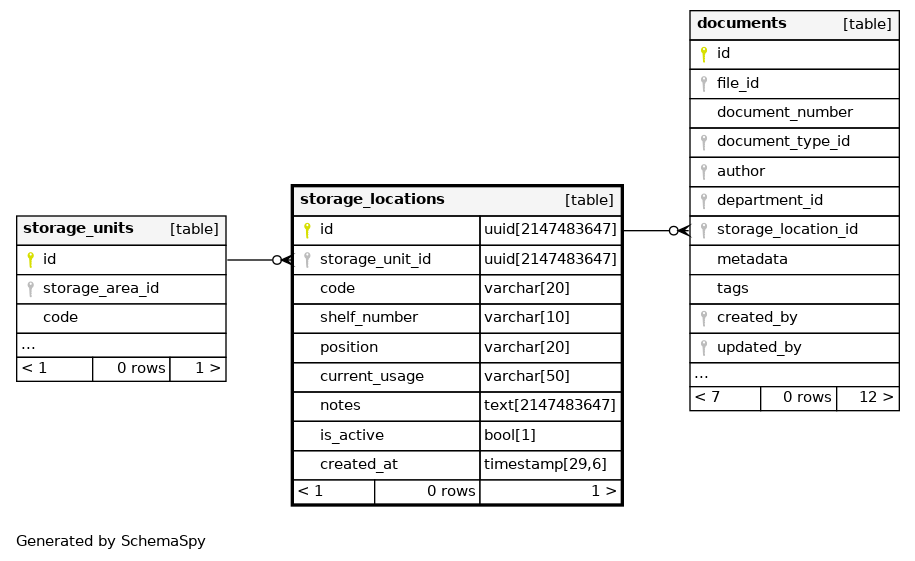 documents [table]
id
file_id
document_number
document_type_id
author
department_id
storage_location_id
metadata
tags
created_by
updated_by
...
< 7 0 rows 12 >
storage_locations [table]
id uuid[2147483647]
storage_unit_id uuid[2147483647]
code varchar[20]
shelf_number varchar[10]
position varchar[20]
current_usage varchar[50]
notes text[2147483647]
is_active bool[1]
created_at timestamp[29,6]
< 1 0 rows 1 >
storage_units [table]
id
storage_area_id
code
...
< 1 0 rows 1 >
Generated by SchemaSpy